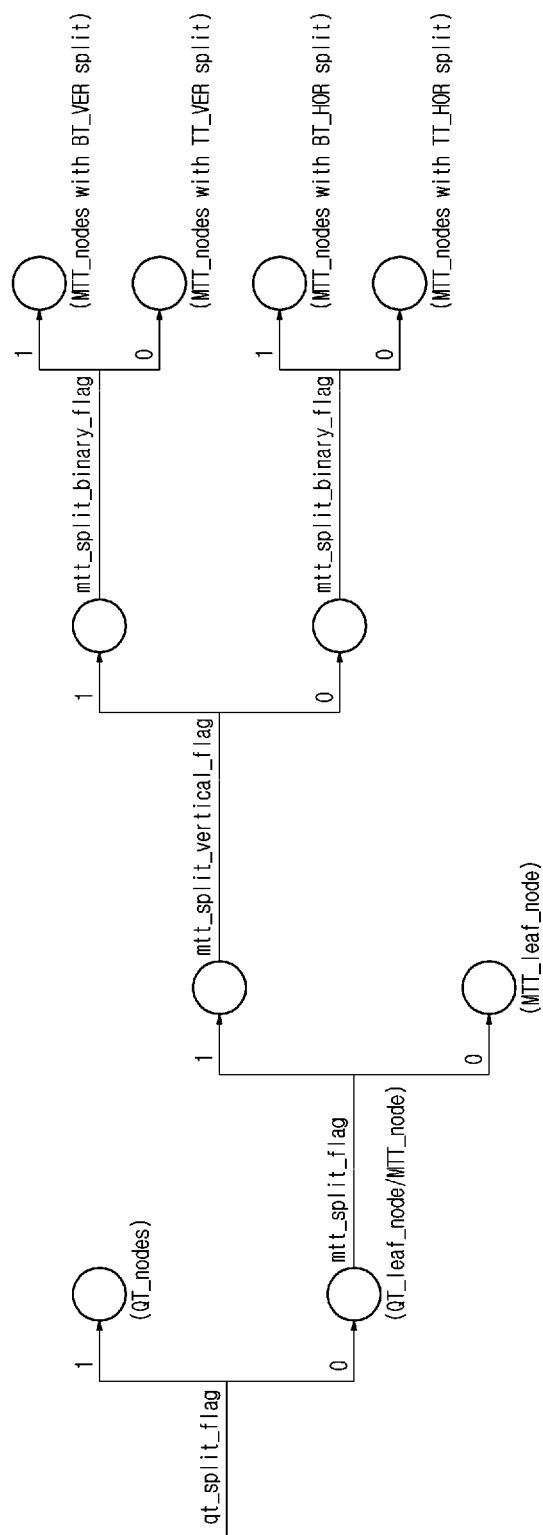 qt_split_flag
1
(QT_nodes)
0
(QT_leaf_node/MTT_node)
mtt_split_flag
1
0
(MTT_leaf_node)
mtt_split_vertical_flag
1
0
mtt_split_binary_flag
1
(MTT_nodes with BT_VER split)
0
(MTT_nodes with TT_VER split)
mtt_split_binary_flag
1
(MTT_nodes with BT_HOR split)
0
(MTT_nodes with TT_HOR split)